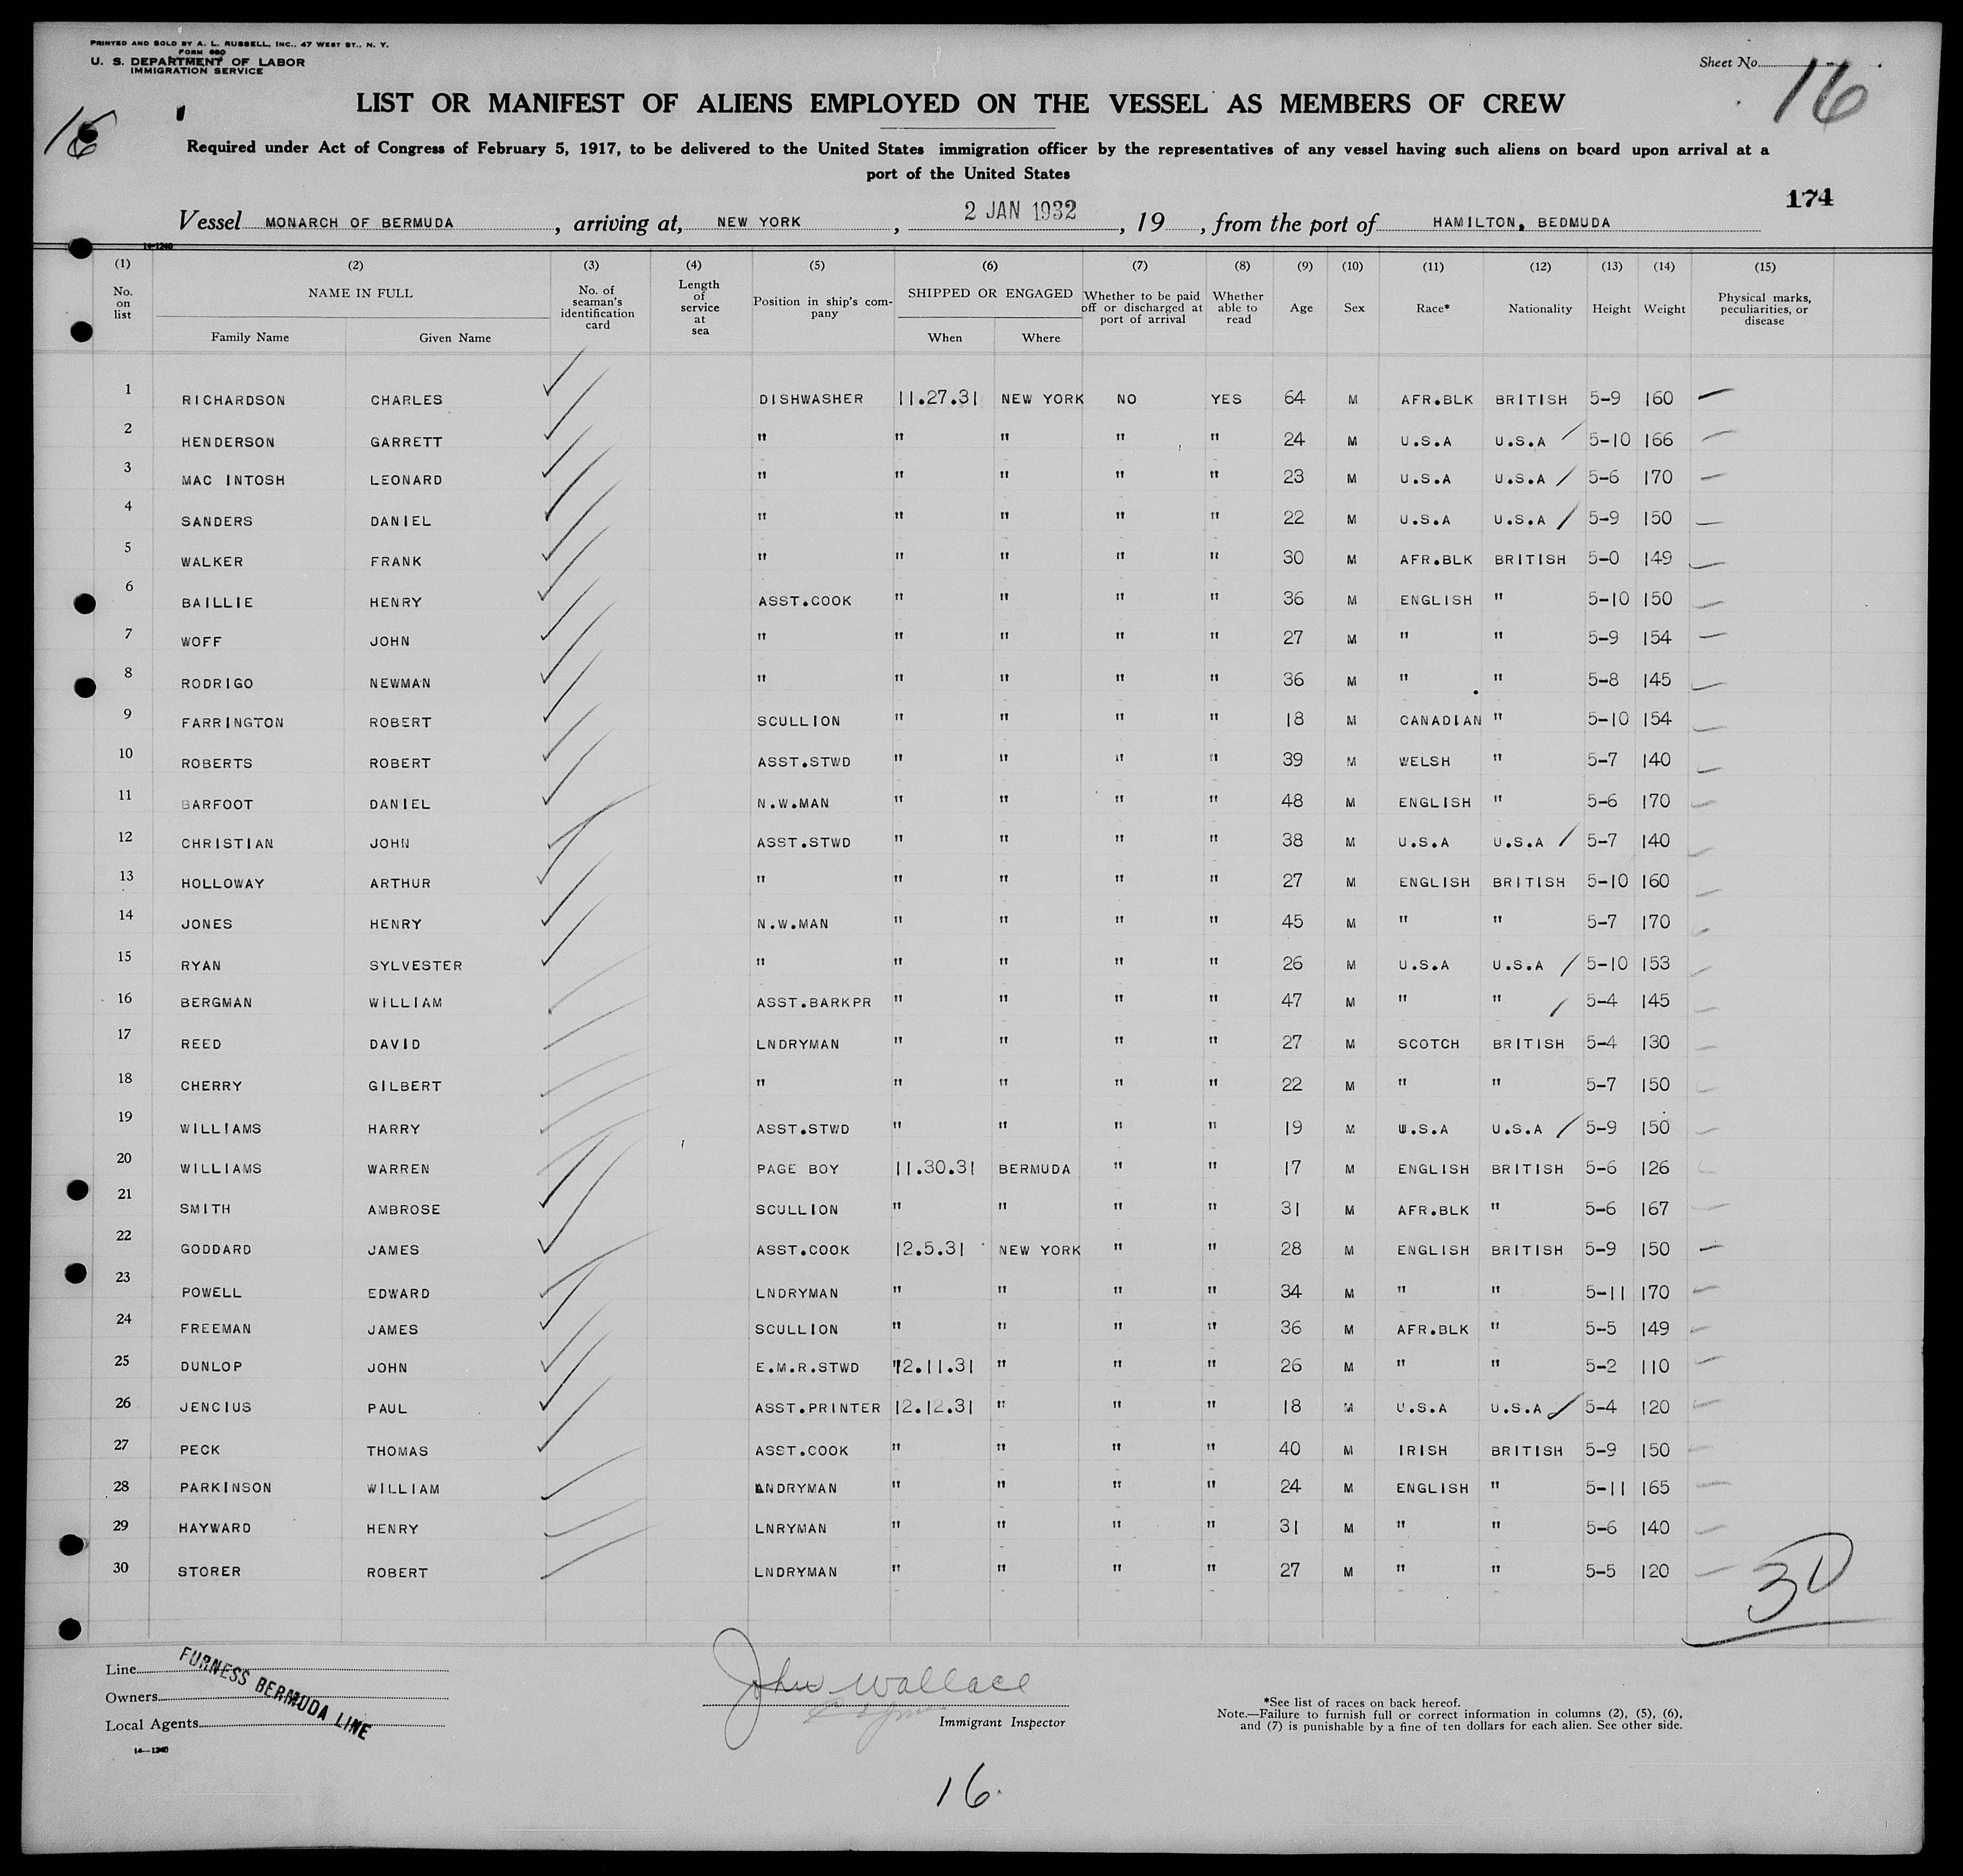 PRINTED AND SOLD BY A. L. RUSSELL, INC., 47 WEST ST., N. Y.
FORM 680
U. S. DEPARTMENT OF LABOR
IMMIGRATION SERVICE
Sheet No. 16
16
LIST OR MANIFEST OF ALIENS EMPLOYED ON THE VESSEL AS MEMBERS OF CREW
Required under Act of Congress of February 5, 1917, to be delivered to the United States immigration officer by the representatives of any vessel having such aliens on board upon arrival at a
port of the United States
174
Vessel MONARCH OF BERMUDA, arriving at, NEW YORK, 2 JAN 1932, 19 , from the port of HAMILTON, BEDMUDA
14-1240
(1) (2) (3) (4) (5) (6) (7) (8) (9) (10) (11) (12) (13) (14) (15)
No. on list NAME IN FULL Family Name Given Name No. of seaman's identification card Length of service at sea Position in ship's company SHIPPED OR ENGAGED When Where Whether to be paid off or discharged at port of arrival Whether able to read Age Sex Race* Nationality Height Weight Physical marks, peculiarities, or disease
1 RICHARDSON CHARLES DISHWASHER 11.27.31 NEW YORK NO YES 64 M AFR.BLK BRITISH 5-9 160
2 HENDERSON GARRETT " " " " " 24 M U.S.A U.S.A 5-10 166
3 MAC INTOSH LEONARD " " " " " 23 M U.S.A U.S.A 5-6 170
4 SANDERS DANIEL " " " " " 22 M U.S.A U.S.A 5-9 150
5 WALKER FRANK " " " " " 30 M AFR.BLK BRITISH 5-0 149
6 BAILLIE HENRY ASST.COOK " " " " 36 M ENGLISH " 5-10 150
7 WOFF JOHN " " " " " 27 M " " 5-9 154
8 RODRIGO NEWMAN " " " " " 36 M " " 5-8 145
9 FARRINGTON ROBERT SCULLION " " " " 18 M CANADIAN " 5-10 154
10 ROBERTS ROBERT ASST.STWD " " " " 39 M WELSH " 5-7 140
11 BARFOOT DANIEL N.W.MAN " " " " 48 M ENGLISH " 5-6 170
12 CHRISTIAN JOHN ASST.STWD " " " " 38 M U.S.A U.S.A 5-7 140
13 HOLLOWAY ARTHUR " " " " " 27 M ENGLISH BRITISH 5-10 160
14 JONES HENRY N.W.MAN " " " " 45 M " " 5-7 170
15 RYAN SYLVESTER " " " " " 26 M U.S.A U.S.A 5-10 153
16 BERGMAN WILLIAM ASST.BARKPR " " " " 47 M " " 5-4 145
17 REED DAVID LNDRYMAN " " " " 27 M SCOTCH BRITISH 5-4 130
18 CHERRY GILBERT " " " " " 22 M " " 5-7 150
19 WILLIAMS HARRY ASST.STWD " " " " 19 M U.S.A U.S.A 5-9 150
20 WILLIAMS WARREN PAGE BOY 11.30.31 BERMUDA " " 17 M ENGLISH BRITISH 5-6 126
21 SMITH AMBROSE SCULLION " " " " 31 M AFR.BLK " 5-6 167
22 GODDARD JAMES ASST.COOK 12.5.31 NEW YORK " " 28 M ENGLISH BRITISH 5-9 150
23 POWELL EDWARD LNDRYMAN " " " " 34 M " " 5-11 170
24 FREEMAN JAMES SCULLION " " " " 36 M AFR.BLK " 5-5 149
25 DUNLOP JOHN E.M.R.STWD 12.11.31 " " " 26 M " " 5-2 110
26 JENCIUS PAUL ASST.PRINTER 12.12.31 " " " 18 M U.S.A U.S.A 5-4 120
27 PECK THOMAS ASST.COOK " " " " 40 M IRISH BRITISH 5-9 150
28 PARKINSON WILLIAM LNDRYMAN " " " " 24 M ENGLISH " 5-11 165
29 HAYWARD HENRY LNRYMAN " " " " 31 M " " 5-6 140
30 STORER ROBERT LNDRYMAN " " " " 27 M " " 5-5 120
30
Line
Owners
Local Agents
FURNESS BERMUDA LINE
14-1240
John Wallace
Immigrant Inspector
*See list of races on back hereof.
Note.—Failure to furnish full or correct information in columns (2), (5), (6),
and (7) is punishable by a fine of ten dollars for each alien. See other side.
16